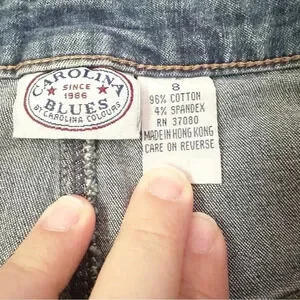 CAROLINA
SINCE
1986
BLUES
BY CAROLINA COLOURS
8
96% COTTON
4% SPANDEX
RN 37080
MADE IN HONG KONG
CARE ON REVERSE